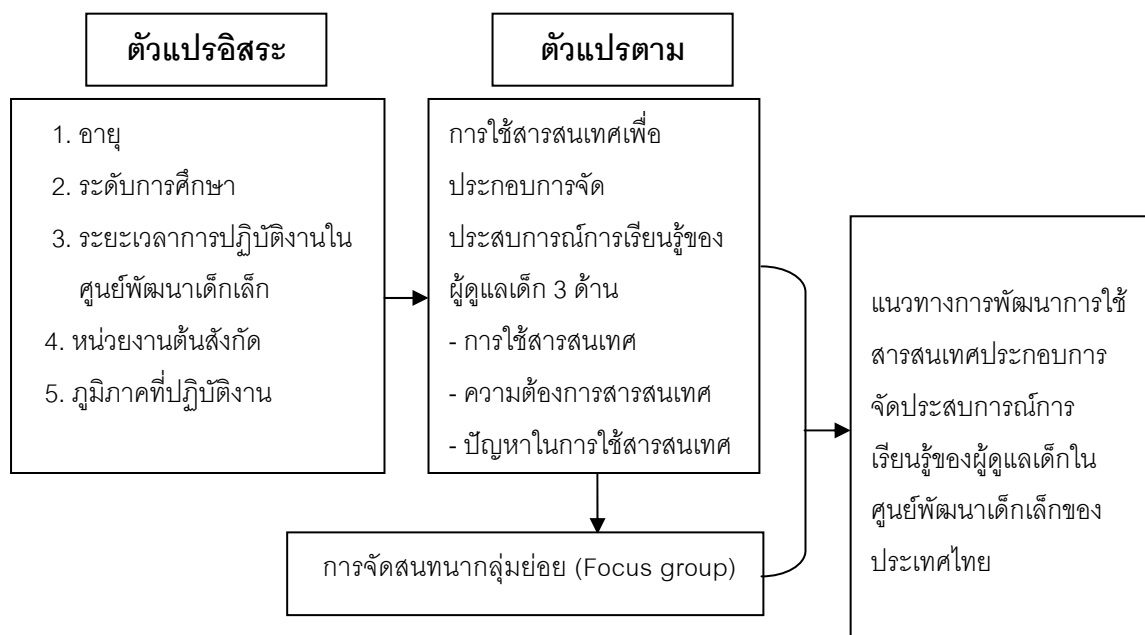 ตัวแปรอิสระ
ตัวแปรตาม
1. อายุ
2. ระดับการศึกษา
3. ระยะเวลาการปฏิบัติงานใน
ศูนย์พัฒนาเด็กเล็ก
4. หน่วยงานต้นสังกัด
5. ภูมิภาคที่ปฏิบัติงาน
การใช้สารสนเทศเพื่อ
ประกอบการจัด
ประสบการณ์การเรียนรู้ของ
ผู้ดูแลเด็ก 3 ด้าน
- การใช้สารสนเทศ
- ความต้องการสารสนเทศ
- ปัญหาในการใช้สารสนเทศ
การจัดสนทนากลุ่มย่อย (Focus group)
แนวทางการพัฒนาการใช้
สารสนเทศประกอบการ
จัดประสบการณ์การ
เรียนรู้ของผู้ดูแลเด็กใน
ศูนย์พัฒนาเด็กเล็กของ
ประเทศไทย